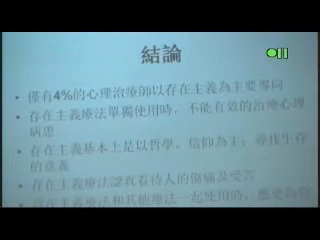 結論
• 僅有4%的心理治療師以存在主義為主要導向
• 存在主義療法單獨使用時，不能有效的治療心理
病患
• 存在主義基本上是以哲學、信仰為主，尋找生存
的意義
• 存在主義療法認真看待人的傷痛及受苦
存在主義療法和其他療法一起使用時，